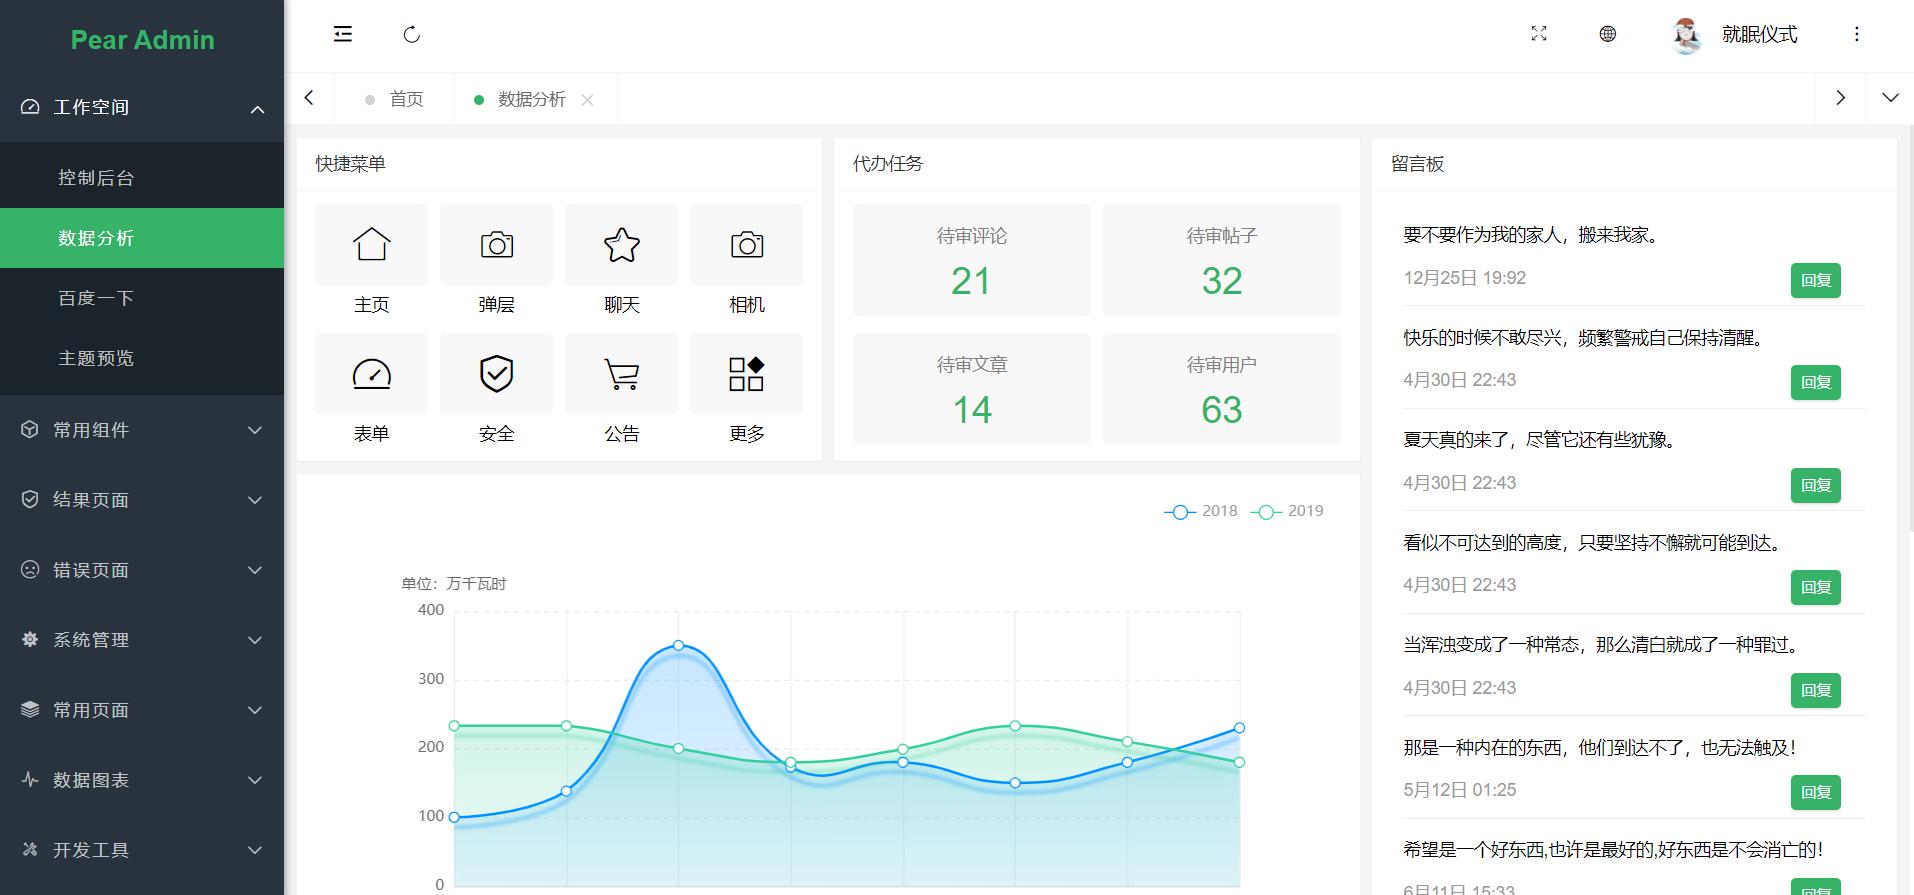 Pear Admin
工作空间
控制后台
数据分析
百度一下
主题预览
常用组件
结果页面
错误页面
系统管理
常用页面
数据图表
开发工具
就眠仪式
首页
数据分析
快捷菜单
主页
弹层
聊天
相机
表单
安全
公告
更多
代办任务
待审评论
21
待审帖子
32
待审文章
14
待审用户
63
2018
2019
单位：万千瓦时
400
300
200
100
0
留言板
要不要作为我的家人，搬来我家。
12月25日 19:92
回复
快乐的时候不敢尽兴，频繁警戒自己保持清醒。
4月30日 22:43
回复
夏天真的来了，尽管它还有些犹豫。
4月30日 22:43
回复
看似不可达到的高度，只要坚持不懈就可能到达。
4月30日 22:43
回复
当浑浊变成了一种常态，那么清白就成了一种罪过。
4月30日 22:43
回复
那是一种内在的东西，他们到达不了，也无法触及！
5月12日 01:25
回复
希望是一个好东西,也许是最好的,好东西是不会消亡的！
6月11日 15:33
回复